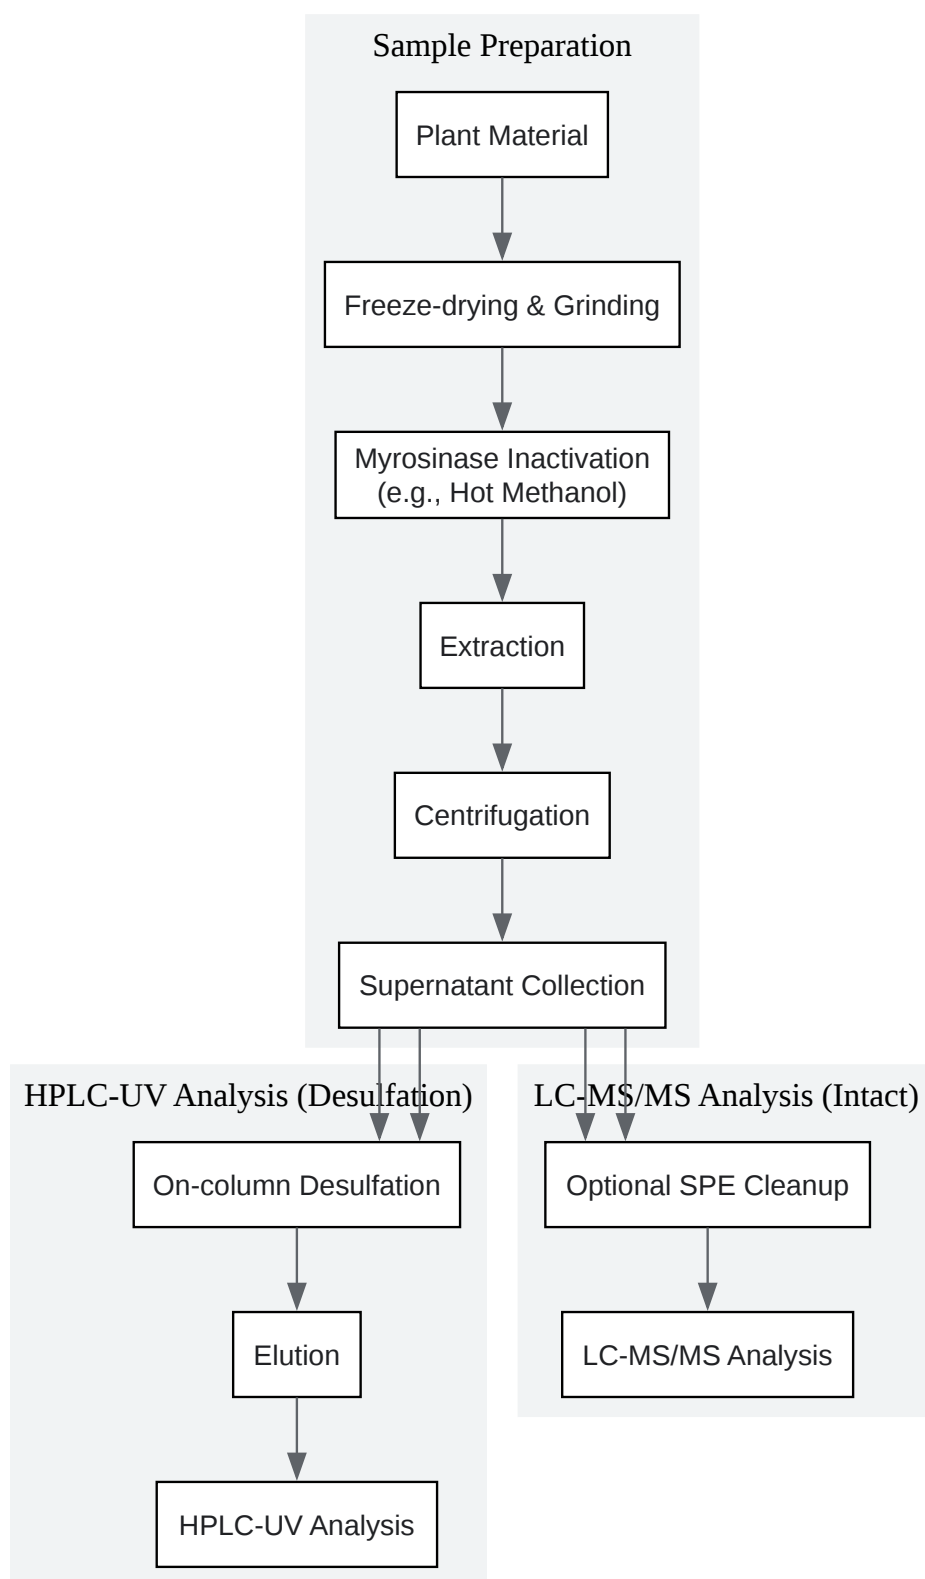 Sample Preparation
Plant Material
Freeze-drying & Grinding
Myrosinase Inactivation
(e.g., Hot Methanol)
Extraction
Centrifugation
Supernatant Collection
HPLC-UV Analysis (Desulfation)
On-column Desulfation
Elution
HPLC-UV Analysis
LC-MS/MS Analysis (Intact)
Optional SPE Cleanup
LC-MS/MS Analysis